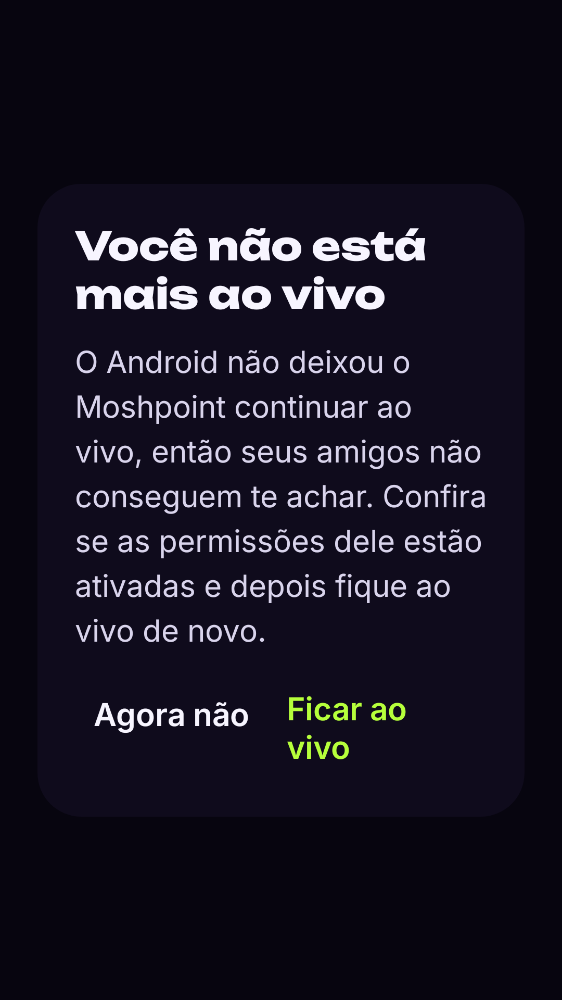 Você não está
mais ao vivo
O Android não deixou o
Moshpoint continuar ao
vivo, então seus amigos não
conseguem te achar. Confira
se as permissões dele estão
ativadas e depois fique ao
vivo de novo.
Agora não
Ficar ao
vivo